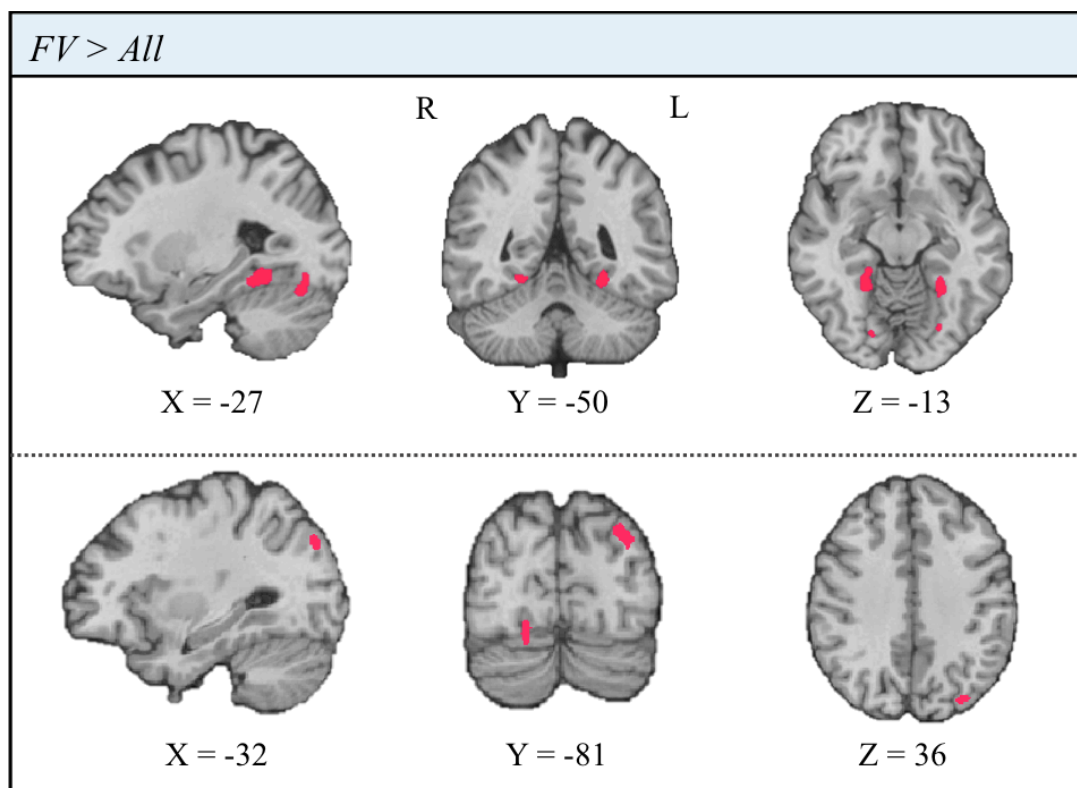 FV > All
R L
X = -27 Y = -50 Z = -13
X = -32 Y = -81 Z = 36